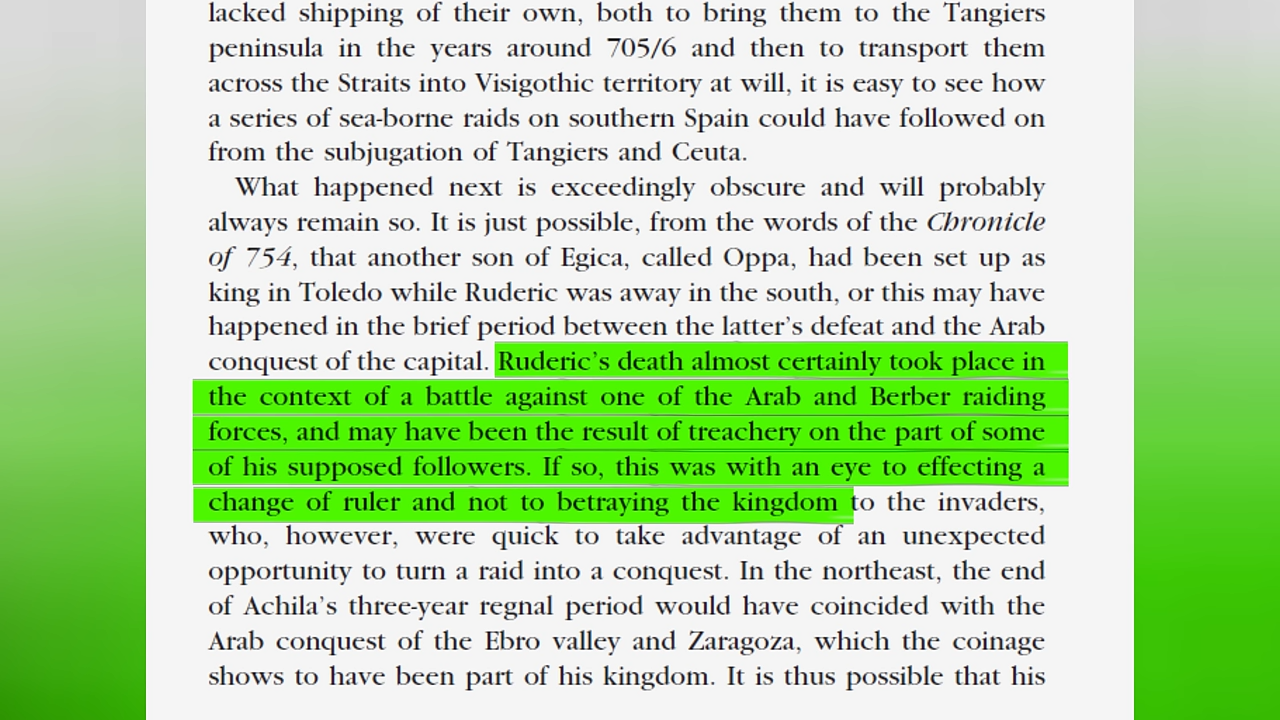 lacked shipping of their own, both to bring them to the Tangiers
peninsula in the years around 705/6 and then to transport them
across the Straits into Visigothic territory at will, it is easy to see how
a series of sea-borne raids on southern Spain could have followed on
from the subjugation of Tangiers and Ceuta.
What happened next is exceedingly obscure and will probably
always remain so. It is just possible, from the words of the Chronicle
of 754, that another son of Egica, called Oppa, had been set up as
king in Toledo while Ruderic was away in the south, or this may have
happened in the brief period between the latter's defeat and the Arab
conquest of the capital. Ruderic's death almost certainly took place in
the context of a battle against one of the Arab and Berber raiding
forces, and may have been the result of treachery on the part of some
of his supposed followers. If so, this was with an eye to effecting a
change of ruler and not to betraying the kingdom to the invaders,
who, however, were quick to take advantage of an unexpected
opportunity to turn a raid into a conquest. In the northeast, the end
of Achila's three-year regnal period would have coincided with the
Arab conquest of the Ebro valley and Zaragoza, which the coinage
shows to have been part of his kingdom. It is thus possible that his